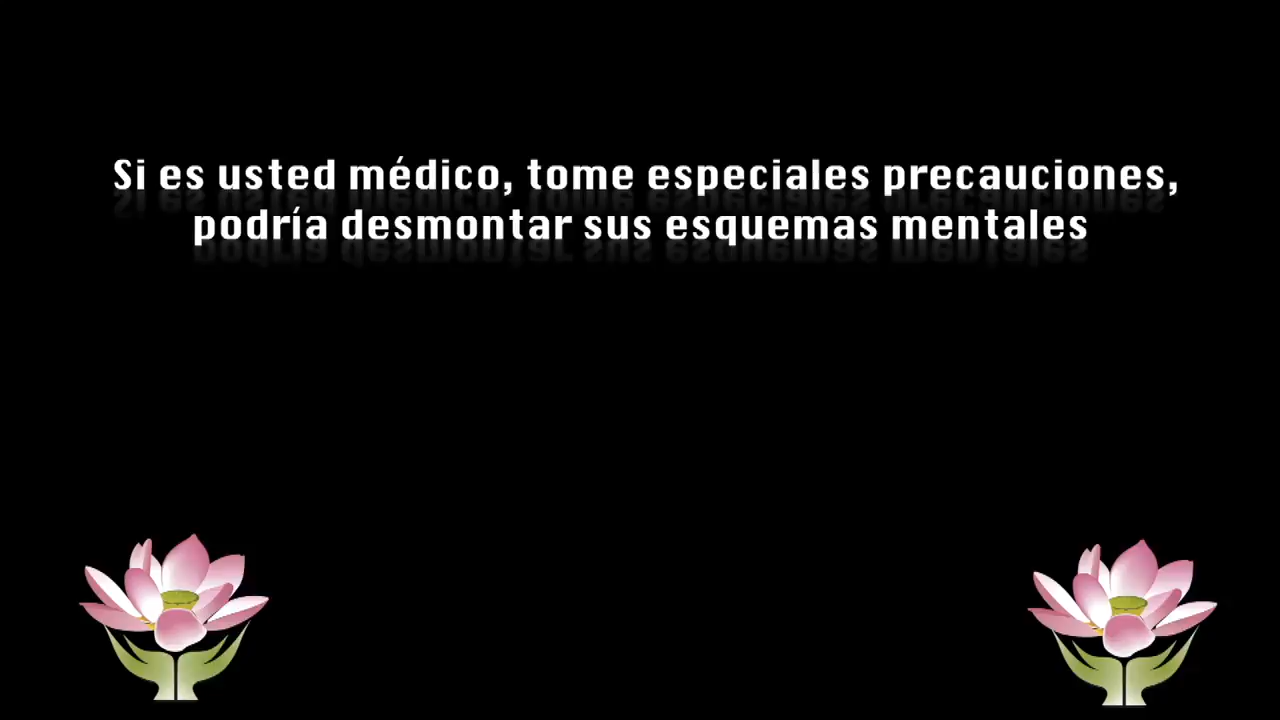 Si es usted médico, tome especiales precauciones,
podría desmontar sus esquemas mentales